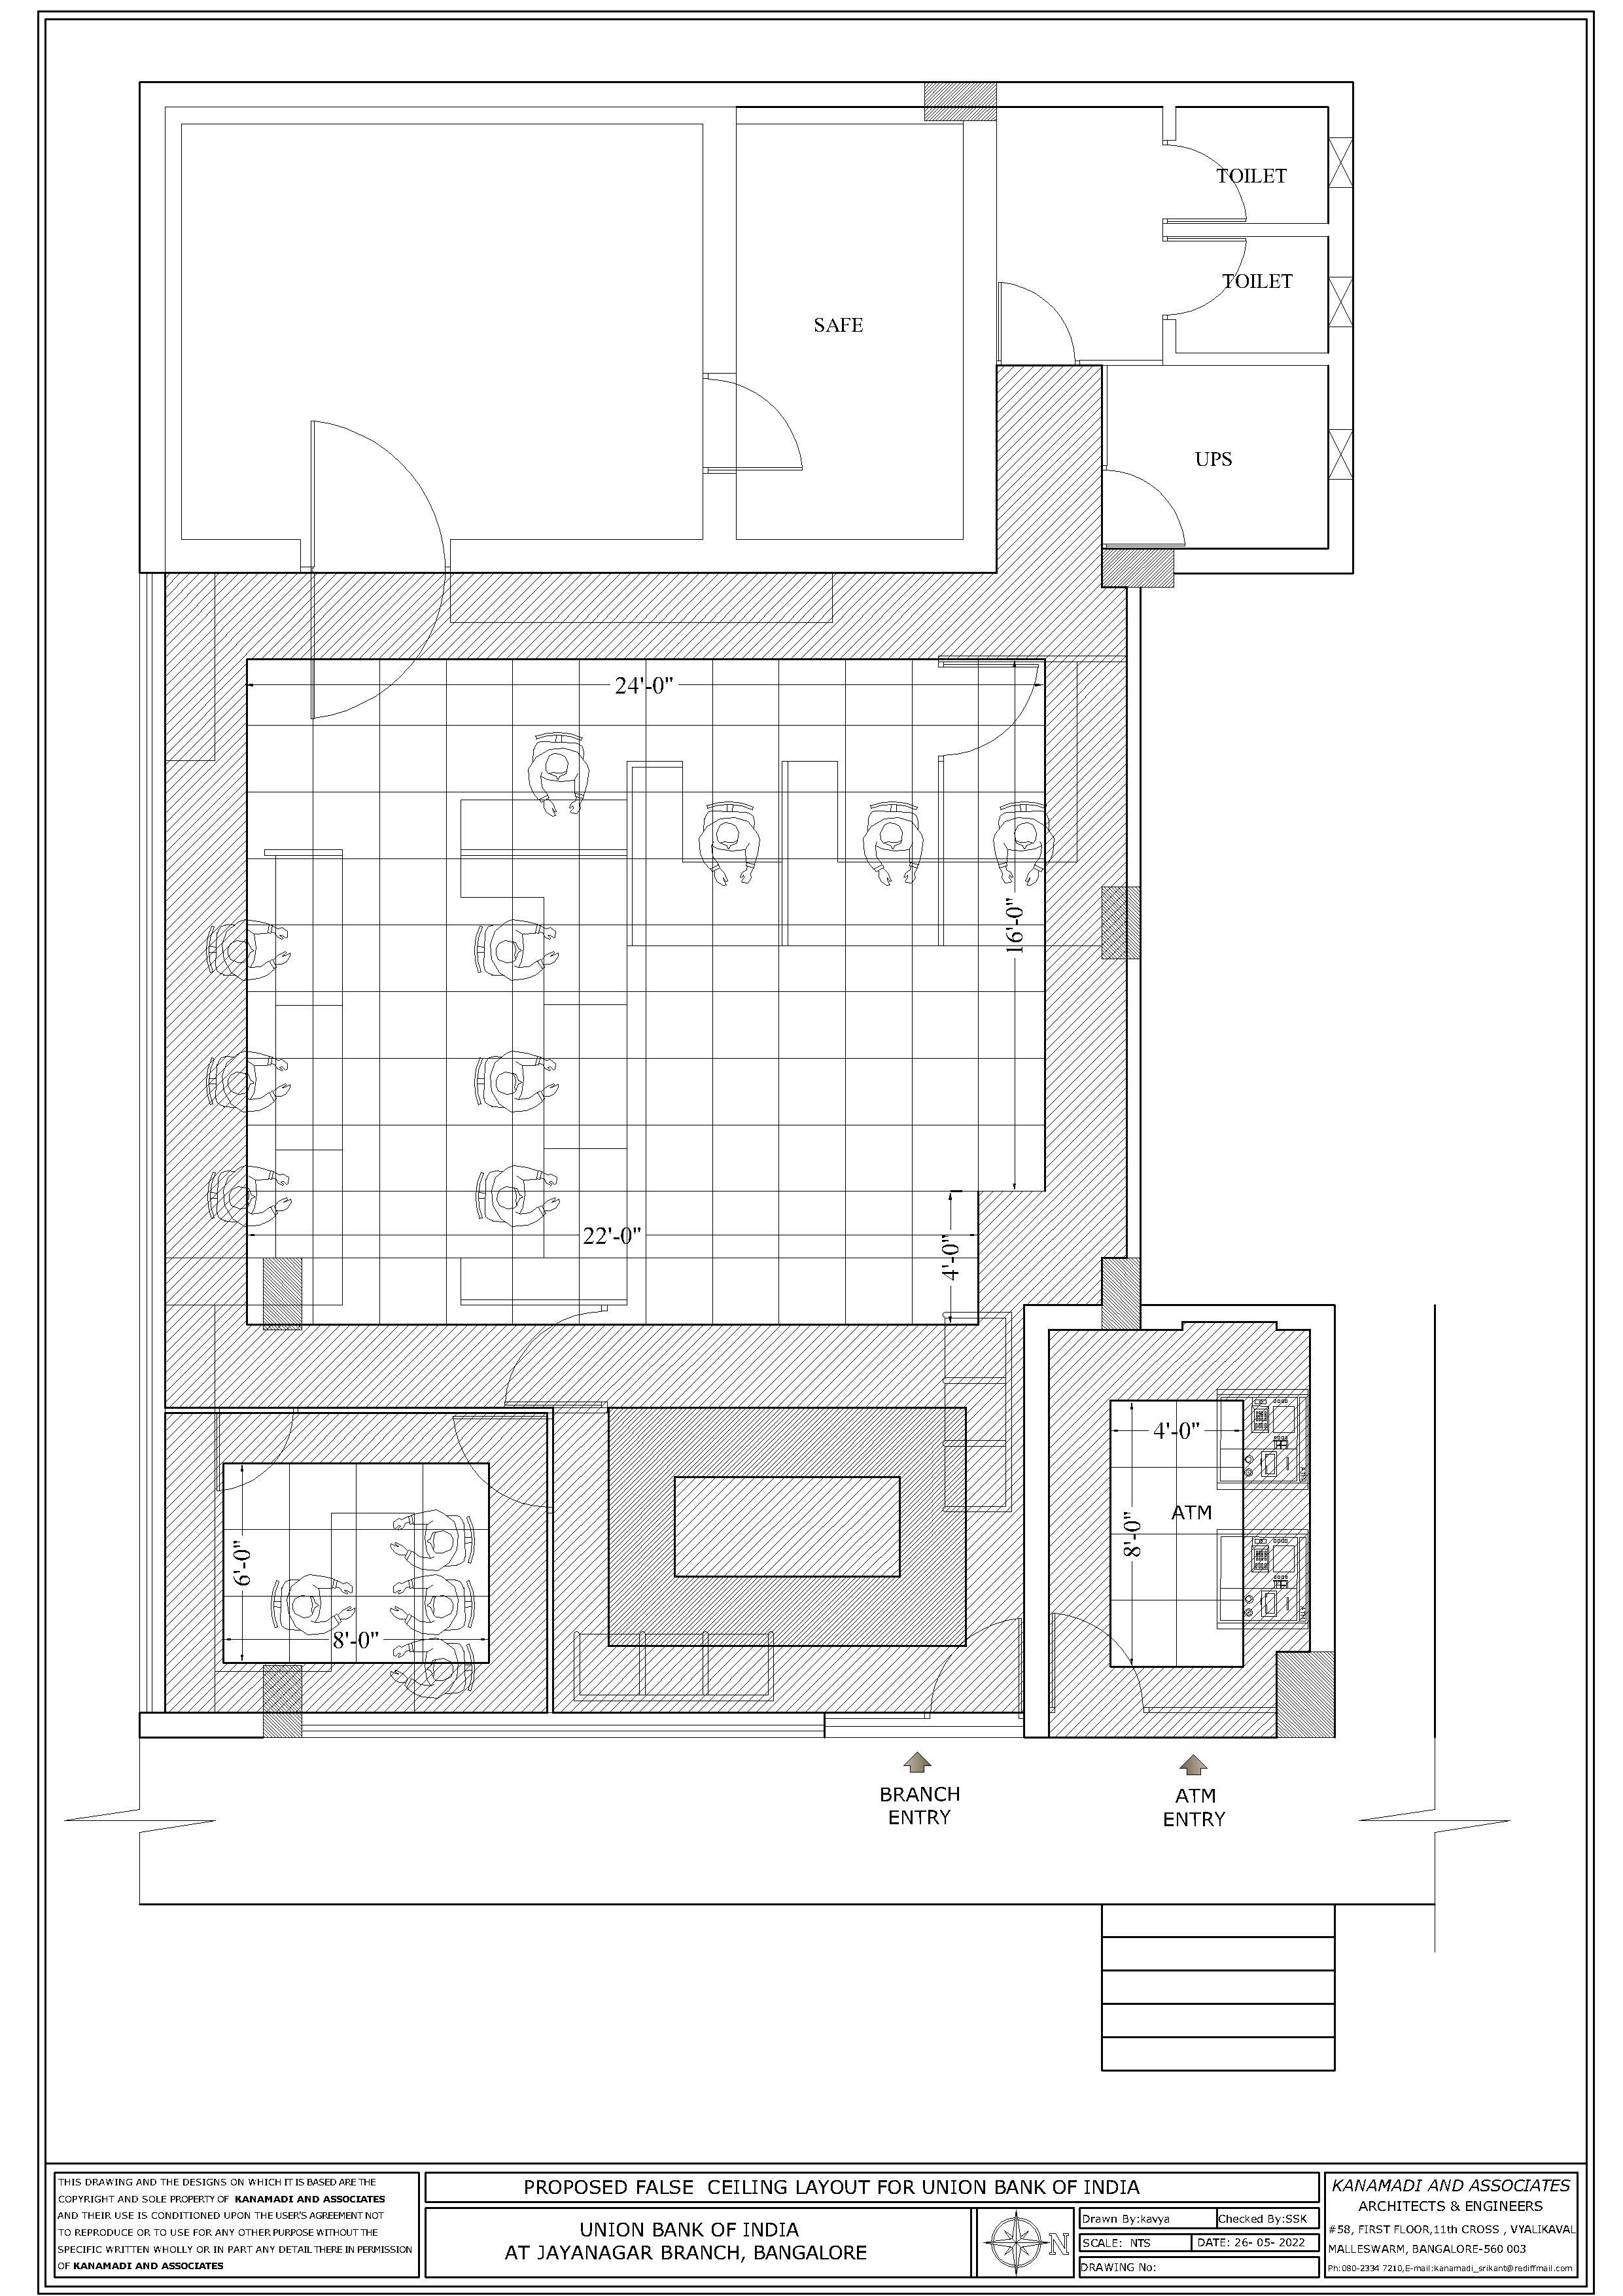 TOILET
TOILET
SAFE
UPS
24'-0"
16'-0"
22'-0"
4'-0"
4'-0"
ATM
8'-0"
6'-0"
8'-0"
BRANCH
ENTRY
ATM
ENTRY
THIS DRAWING AND THE DESIGNS ON WHICH IT IS BASED ARE THE
COPYRIGHT AND SOLE PROPERTY OF KANAMADI AND ASSOCIATES
AND THEIR USE IS CONDITIONED UPON THE USER'S AGREEMENT NOT
TO REPRODUCE OR TO USE FOR ANY OTHER PURPOSE WITHOUT THE
SPECIFIC WRITTEN WHOLLY OR IN PART ANY DETAIL THERE IN PERMISSION
OF KANAMADI AND ASSOCIATES
PROPOSED FALSE CEILING LAYOUT FOR UNION BANK OF INDIA
UNION BANK OF INDIA
AT JAYANAGAR BRANCH, BANGALORE
N
Drawn By:kavya
Checked By:SSK
SCALE: NTS
DATE: 26- 05- 2022
DRAWING No:
KANAMADI AND ASSOCIATES
ARCHITECTS & ENGINEERS
#58, FIRST FLOOR,11th CROSS , VYALIKAVAL
MALLESWARM, BANGALORE-560 003
Ph:080-2334 7210,E-mail:kanamadi_srikant@rediffmail.com